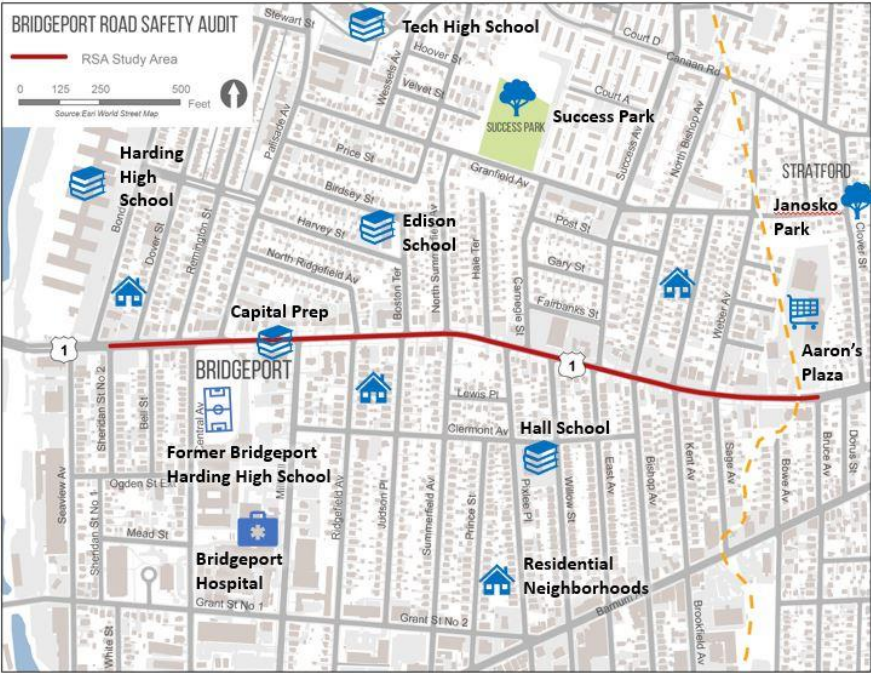 BRIDGEPORT ROAD SAFETY AUDIT
RSA Study Area
0 125 250 500
Feet
Source:Esri World Street Map
Stewart St
Tech High School
Hoover St
Wessels Av
Velvet St
Court D
Canaan Rd
Court A
SUCCESS PARK
Success Park
Success Av
North Bishop Av
Palisade Av
Price St
Granfield Av
Harding
High
School
Birdsey St
STRATFORD
Janosko
Park
Bond
Dover St
Remington St
Harvey St
Edison
School
Post St
Clover St
North Ridgefield Av
Boston Ter
North Summerfield Av
Hale Ter
Gary St
Carnegie St
Fairbanks St
Weber Av
Capital Prep
1
1
Aaron's
Plaza
BRIDGEPORT
Sheridan St No 2
Bell St
Central Av
Lewis Pl
Clermont Av
Hall School
Former Bridgeport
Harding High School
Ogden St Ex
Seaview Av
Sheridan St No 1
Mead St
Ridgefield Av
Judson Pl
Summerfield Av
Prince St
Pixlee Pl
Willow St
East Av
Bishop Av
Kent Av
Sage Av
Bowe Av
Bruce Av
Dorus St
Bridgeport
Hospital
Residential
Neighborhoods
Grant St No 1
Grant St No 2
Barnum
Brookfield Av
White St